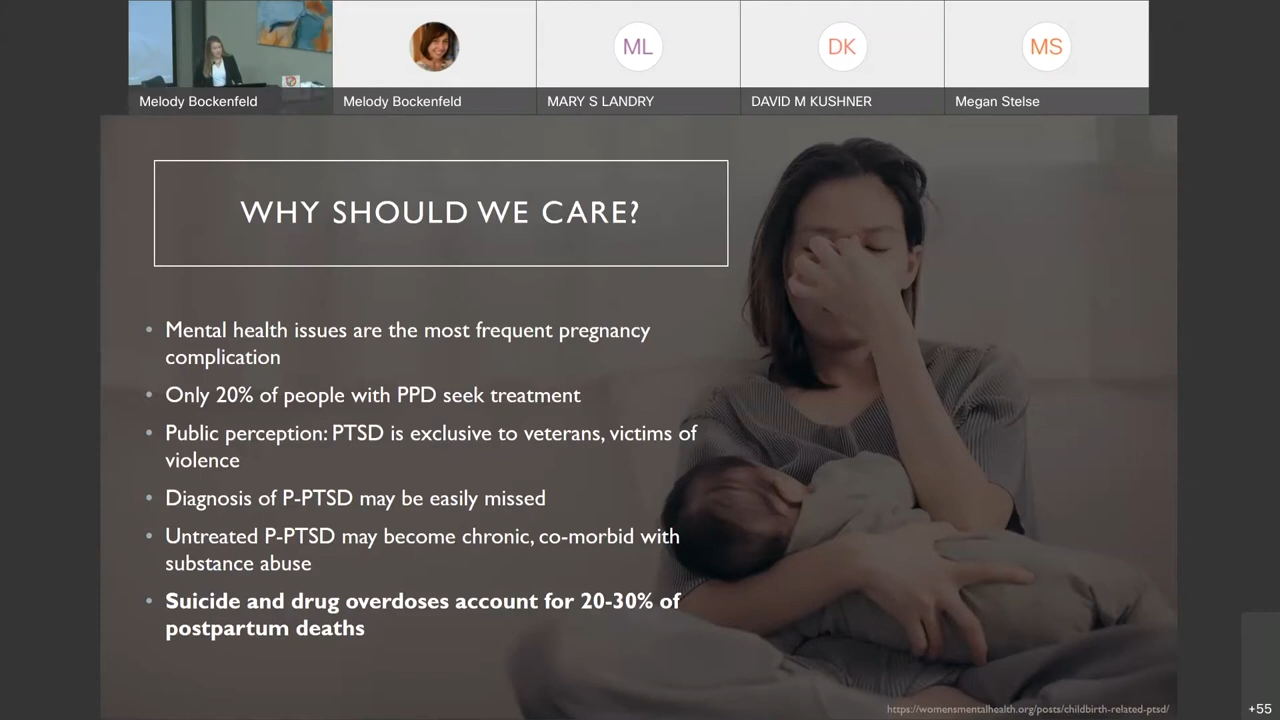 ML
DK
MS
Melody Bockenfeld
Melody Bockenfeld
MARY S LANDRY
DAVID M KUSHNER
Megan Stelse
WHY SHOULD WE CARE?
• Mental health issues are the most frequent pregnancy
complication
• Only 20% of people with PPD seek treatment
• Public perception: PTSD is exclusive to veterans, victims of
violence
• Diagnosis of P-PTSD may be easily missed
• Untreated P-PTSD may become chronic, co-morbid with
substance abuse
• Suicide and drug overdoses account for 20-30% of
postpartum deaths
https://womensmentalhealth.org/posts/childbirth-related-ptsd/
+55